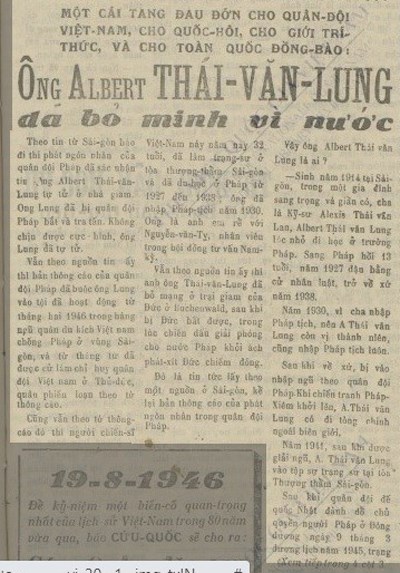 MỘT CÁI TANG ĐAU ĐỚN CHO QUÂN-ĐỘI
VIỆT-NAM, CHO QUỐC-HỘI, CHO GIỚI TRÍ-
THỨC, VÀ CHO TOÀN QUỐC ĐỒNG-BÀO:
ÔNG ALBERT THÁI-VĂN-LUNG
đã bỏ mình vì nước
Theo tin từ Sài-gòn báo
đi thì phát ngôn nhân của
quân đội Pháp đã xác nhận
tin ông Albert Thái-văn-
Lung tự tử ở nhà giam.
Ông Lung đã bị quân đội
Pháp bắt và tra tấn. Không
chịu được cực hình, ông
Lung đã tự tử.
Vẫn theo nguồn tin ấy
thì bản thông cáo của quân
đội Pháp đã buộc ông Lung
vào tội đã hoạt động từ
tháng hai 1946 trong hàng
ngũ quân du kích Việt nam
chống Pháp ở vùng Sài-
gòn, và từ tháng tư đã
được cử làm chỉ huy quân
đội Việt nam ở Thủ-đức,
quân phiến loạn theo tờ
thông cáo.
Cũng vẫn theo tờ thông-
cáo đó thì người chiến-sĩ
Việt-Nam này năm nay 32
tuổi, đã làm trạng-sư ở
tòa thượng-thẩm Sài-gòn
và đã du-học ở Pháp từ
1927 đến 1938 ông đã
nhập Pháp-tịch năm 1930.
Ông là anh em rể với
Nguyễn-văn-Tỵ, nhân viên
trong hội đồng tư vấn Nam-
kỳ.
Vẫn theo nguồn tin ấy thì
anh ông Thái-văn-Lung đã
bỏ mạng ở trại giam của
Đức ở Buchenwald, sau khi
bị Đức bắt được, trong
lúc chiến đấu giải phóng
cho nước Pháp khỏi ách
phát-xít Đức chiếm đóng.
Đó là tin tức lấy theo
một nguồn ở Sài-gòn, kể
lại bản thông cáo của phát
ngôn nhân trong quân đội
Pháp.
Vậy ông Albert Thái văn
Lung là ai ?
—Sinh năm 1914 tại Sài-
gòn, trong một gia đình
sang trọng và giàu có, cha
là Kỹ-sư Alexis Thái văn
Lan, Albert Thái văn Lung
lúc nhỏ đi học ở trường
Pháp. Sang Pháp hồi 13
tuổi, năm 1927 đậu bằng
cử nhân luật, trở về xứ
năm 1938.
Năm 1930, vì cha nhập
Pháp tịch, nên A Thái văn
Lung còn vị thành niên,
cũng nhập Pháp tịch luôn.
Sau khi về xứ, bị vào
nhập ngũ theo quân đội
Pháp. Khi chiến tranh Pháp-
Xiêm khởi lên, A. Thái văn
Lung có đi tòng chinh
ngoài biên giới.
Năm 1941, sau khi được
giải ngũ, A. Thái văn Lung
vào tập sự trạng sư tại tòa
Thượng thẩm Sài-gòn.
Sau khi quân đội đế
quốc Nhật đánh đổ chủ
quyền người Pháp ở Đông
dương ngày 9 tháng 3
dương lịch năm 1945, trong
(Xem tiếp trang 4 cột 3
19-8-1946
Để kỷ-niệm một biến-cố quan-trọng
nhất của lịch sử Việt-Nam trong 80 năm
vừa qua, báo CỨU-QUỐC sẽ cho ra: